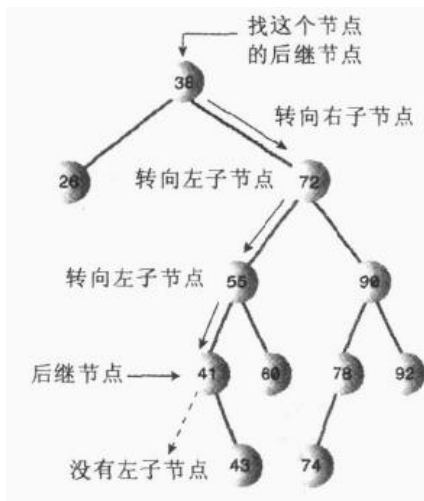 找这个节点
的后继节点
38
转向右子节点
26
转向左子节点
72
转向左子节点
55
90
后继节点
41
60
78
92
没有左子节点
43
74